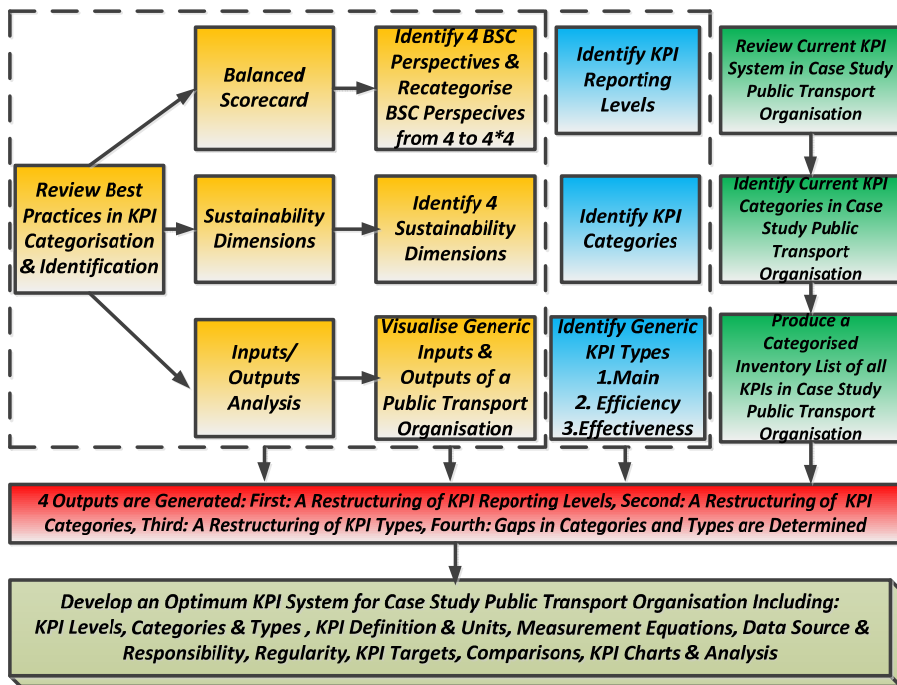 Review Best
Practices in KPI
Categorisation
& Identification
Balanced
Scorecard
Identify 4 BSC
Perspectives &
Recategorise
BSC Perspecives
from 4 to 4*4
Sustainability
Dimensions
Identify 4
Sustainability
Dimensions
Inputs/
Outputs
Analysis
Visualise Generic
Inputs &
Outputs of a
Public Transport
Organisation
Identify KPI
Reporting
Levels
Identify KPI
Categories
Identify Generic
KPI Types
1.Main
2. Efficiency
3.Effectiveness
Review Current KPI
System in Case Study
Public Transport
Organisation
Identify Current KPI
Categories in Case
Study Public
Transport
Organisation
Produce a
Categorised
Inventory List of all
KPIs in Case Study
Public Transport
Organisation
4 Outputs are Generated: First: A Restructuring of KPI Reporting Levels, Second: A Restructuring of KPI
Categories, Third: A Restructuring of KPI Types, Fourth: Gaps in Categories and Types are Determined
Develop an Optimum KPI System for Case Study Public Transport Organisation Including:
KPI Levels, Categories & Types , KPI Definition & Units, Measurement Equations, Data Source &
Responsibility, Regularity, KPI Targets, Comparisons, KPI Charts & Analysis